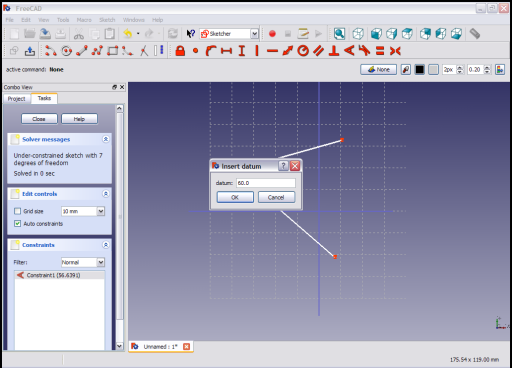 FreeCAD
File Edit View Tools Macro Sketch Windows Help
Sketcher
active command: None
None
2px
0.20
Combo View
Project Tasks
Close Help
Solver messages
Under-constrained sketch with 7
degrees of freedom
Solved in 0 sec
Edit controls
Grid size 10 mm
Auto constraints
Constraints
Filter: Normal
Constraint1 (56.6391)
Insert datum
datum: 60.0
OK Cancel
Unnamed : 1*
175.54 x 119.00 mm